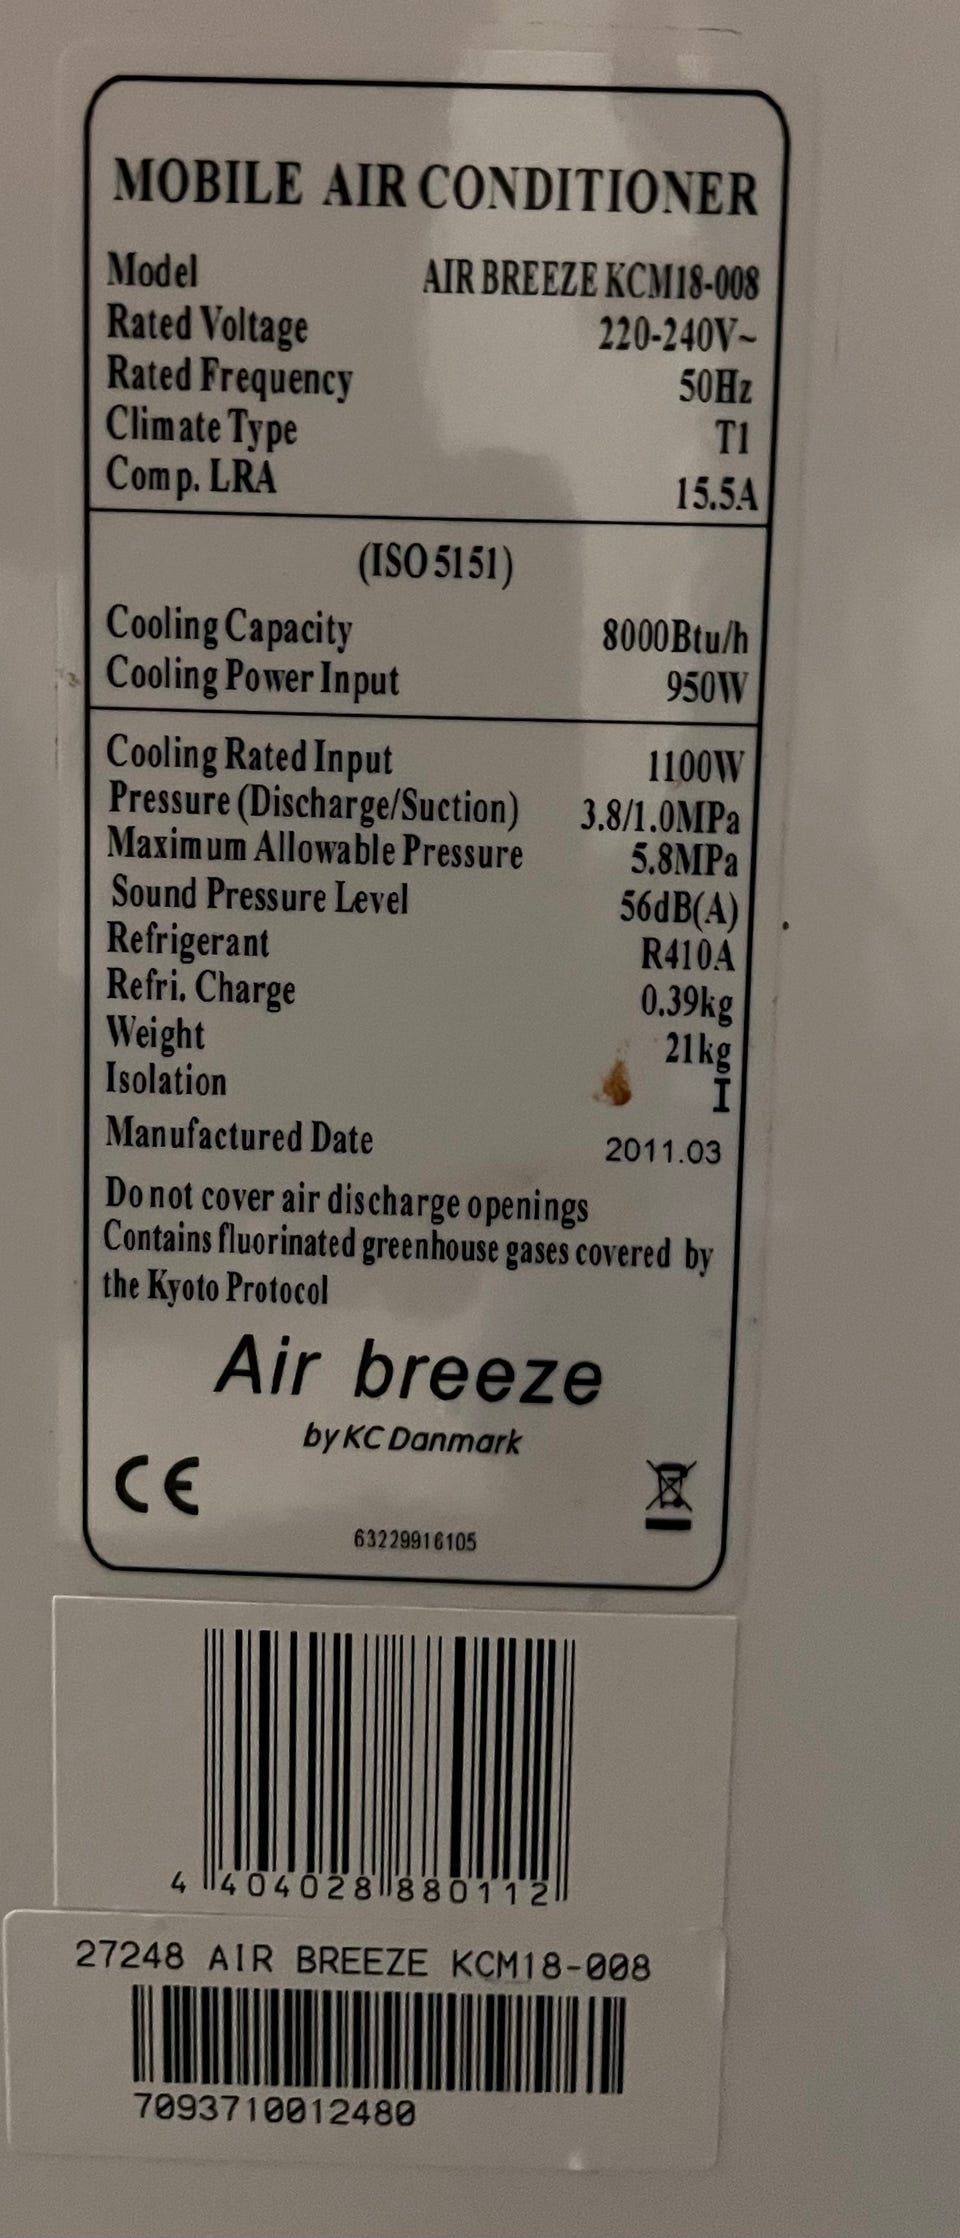 MOBILE AIR CONDITIONER
Model AIR BREEZE KCM18-008
Rated Voltage 220-240V~
Rated Frequency 50Hz
Climate Type T1
Comp. LRA 15.5A
(ISO 5151)
Cooling Capacity 8000Btu/h
Cooling Power Input 950W
Cooling Rated Input 1100W
Pressure (Discharge/Suction) 3.8/1.0MPa
Maximum Allowable Pressure 5.8MPa
Sound Pressure Level 56dB(A)
Refrigerant R410A
Refri. Charge 0.39kg
Weight 21kg
Isolation I
Manufactured Date 2011.03
Do not cover air discharge openings
Contains fluorinated greenhouse gases covered by
the Kyoto Protocol
Air breeze
by KC Danmark
CE
63229916105
4 404028 880112
27248 AIR BREEZE KCM18-008
7093710012480